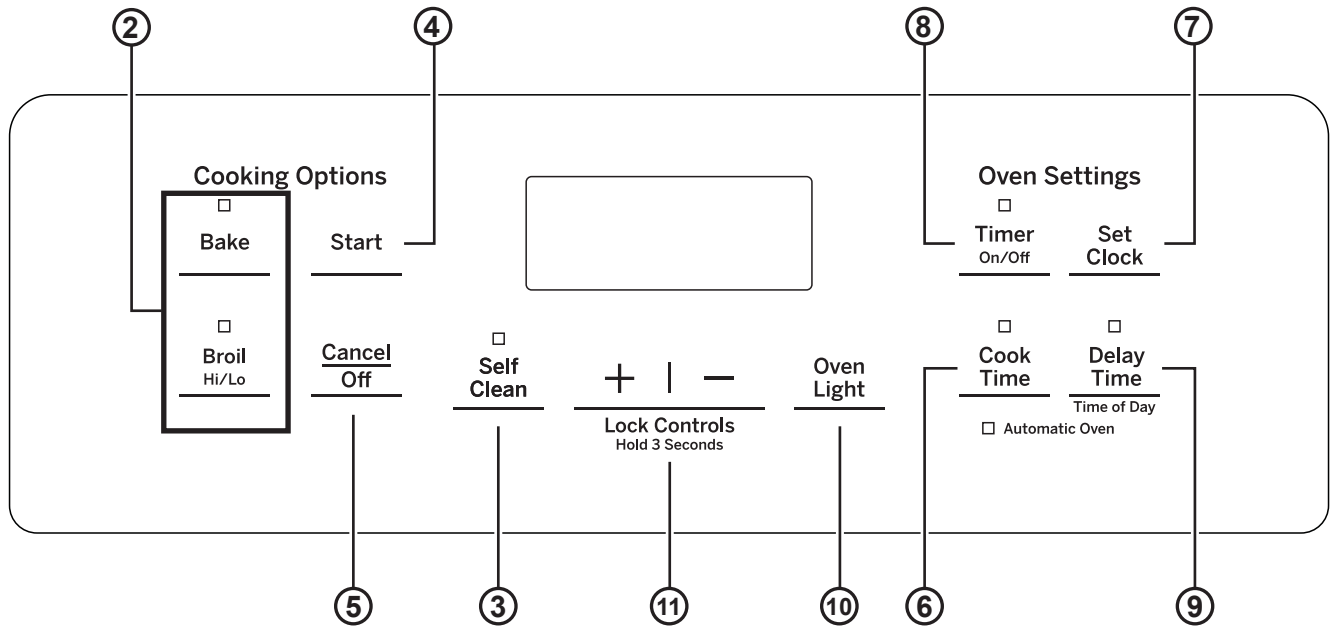 2
4
8
7
Cooking Options
Oven Settings
Bake
Start
Timer
On/Off
Set
Clock
Broil
Hi/Lo
Cancel
Off
Self
Clean
+ | −
Lock Controls
Hold 3 Seconds
Oven
Light
Cook
Time
Delay
Time
Time of Day
Automatic Oven
5
3
11
10
6
9